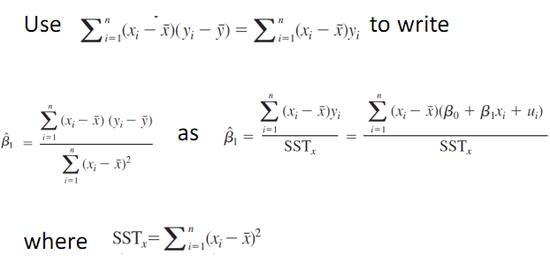 Use ∑ⁿᵢ₌₁(xᵢ − x̄)(yᵢ − ȳ) = ∑ⁿᵢ₌₁(xᵢ − x̄)yᵢ to write
β̂₁ = ∑ⁿᵢ₌₁ (xᵢ − x̄) (yᵢ − ȳ) / ∑ⁿᵢ₌₁ (xᵢ − x̄)² as β̂₁ = ∑ⁿᵢ₌₁ (xᵢ − x̄)yᵢ / SSTₓ = ∑ⁿᵢ₌₁ (xᵢ − x̄)(β₀ + β₁xᵢ + uᵢ) / SSTₓ
where SSTₓ = ∑ⁿᵢ₌₁(xᵢ − x̄)²